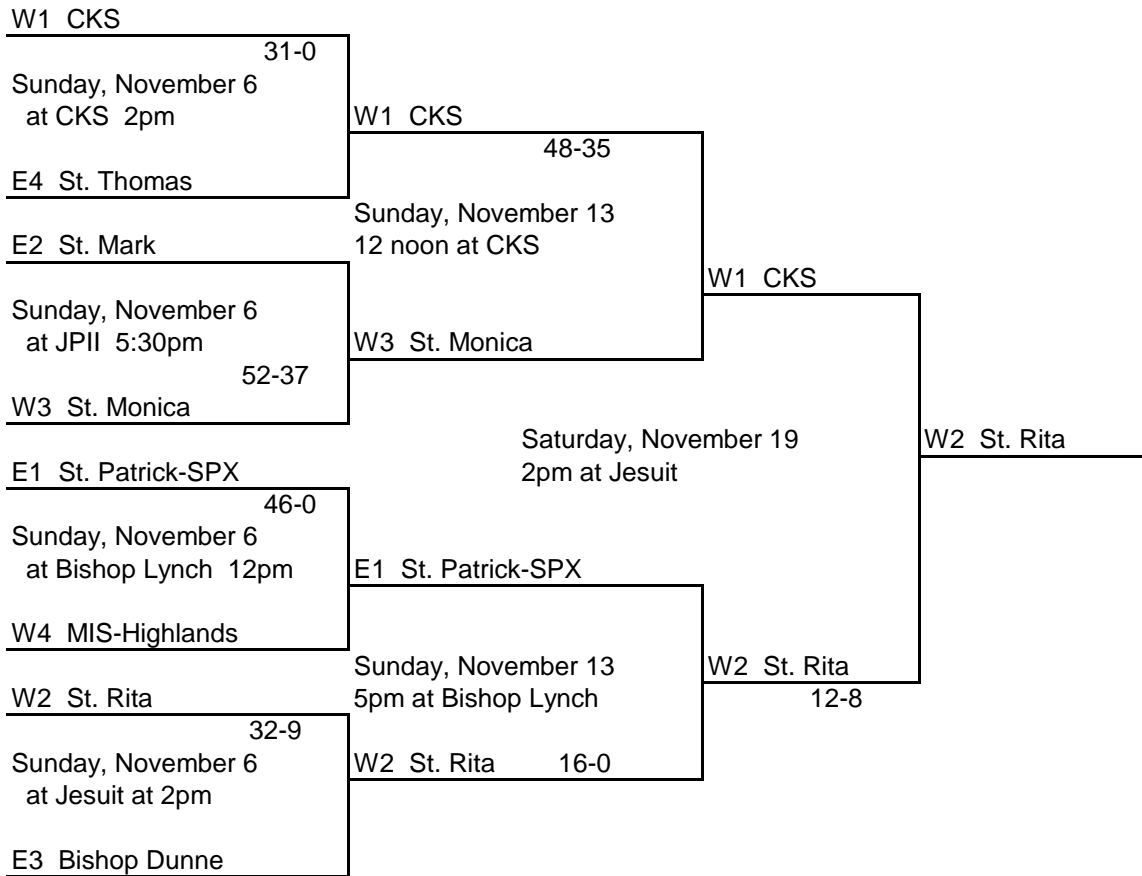 W1 CKS
31-0
Sunday, November 6
at CKS 2pm
E4 St. Thomas
E2 St. Mark
Sunday, November 6
at JPII 5:30pm
52-37
W3 St. Monica
E1 St. Patrick-SPX
46-0
Sunday, November 6
at Bishop Lynch 12pm
W4 MIS-Highlands
W2 St. Rita
32-9
Sunday, November 6
at Jesuit at 2pm
E3 Bishop Dunne
W1 CKS
48-35
Sunday, November 13
12 noon at CKS
W3 St. Monica
E1 St. Patrick-SPX
Sunday, November 13
5pm at Bishop Lynch
W2 St. Rita 16-0
W1 CKS
Saturday, November 19
2pm at Jesuit
W2 St. Rita
12-8
W2 St. Rita